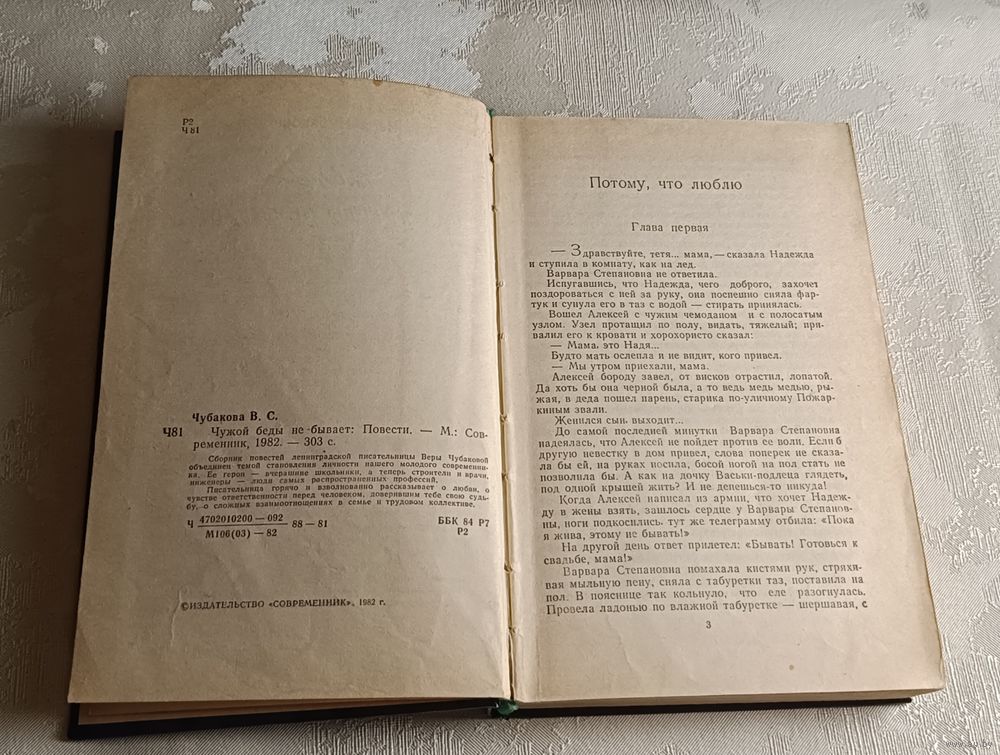 Р2
Ч81
Чубакова В. С.
Ч81 Чужой беды не бывает: Повести. — М.: Сов-
ременник, 1982. — 303 с.
Сборник повестей ленинградской писательницы Веры Чубаковой
объединен темой становления личности нашего молодого современни-
ка. Ее герои — вчерашние школьники, а теперь строители и врачи,
инженеры — люди самых распространенных профессий.
Писательница горячо и взволнованно рассказывает о любви, о
чувстве ответственности перед человеком, доверившим тебе свою судь-
бу, о сложных взаимоотношениях в семье и трудовом коллективе.
Ч 4702010200—092 88—81
М106(03)—82
ББК 84 Р7
Р2
©ИЗДАТЕЛЬСТВО «СОВРЕМЕННИК», 1982 г.
Потому, что люблю
Глава первая
— Здравствуйте, тетя... мама, — сказала Надежда
и ступила в комнату, как на лед.
Варвара Степановна не ответила.
Испугавшись, что Надежда, чего доброго, захочет
поздороваться с ней за руку, она поспешно сняла фар-
тук и сунула его в таз с водой — стирать принялась.
Вошел Алексей с чужим чемоданом и с полосатым
узлом. Узел протащил по полу, видать, тяжелый; при-
валил его к кровати и хорохористо сказал:
— Мама, это Надя...
Будто мать ослепла и не видит, кого привел.
— Мы утром приехали, мама.
Алексей бороду завел, от висков отрастил, лопатой.
Да хоть бы она черной была, а то ведь медь медью, ры-
жая, в деда пошел парень, старика по-уличному Пожар-
киным звали.
Женился сын, выходит...
До самой последней минутки Варвара Степановна
надеялась, что Алексей не пойдет против ее воли. Если б
другую невестку в дом привел, слова поперек не сказа-
ла бы ей, на руках носила, босой ногой на пол стать не
позволила бы. А как на дочку Васьки-подлеца глядеть,
под одной крышей жить? И не депешься-то никуда!
Когда Алексей написал из армии, что хочет Надеж-
ду в жены взять, зашлось сердце у Варвары Степанов-
ны, ноги подкосились, тут же телеграмму отбила: «Пока
я жива, этому не бывать!»
На другой день ответ прилетел: «Бывать! Готовься к
свадьбе, мама!»
Варвара Степановна помахала кистями рук, стряхи-
вая мыльную пену, сняла с табуретки таз, поставила на
пол. В пояснице так кольнуло, что еле разогнулась.
Провела ладонью по влажной табуретке — шершавая, с
3